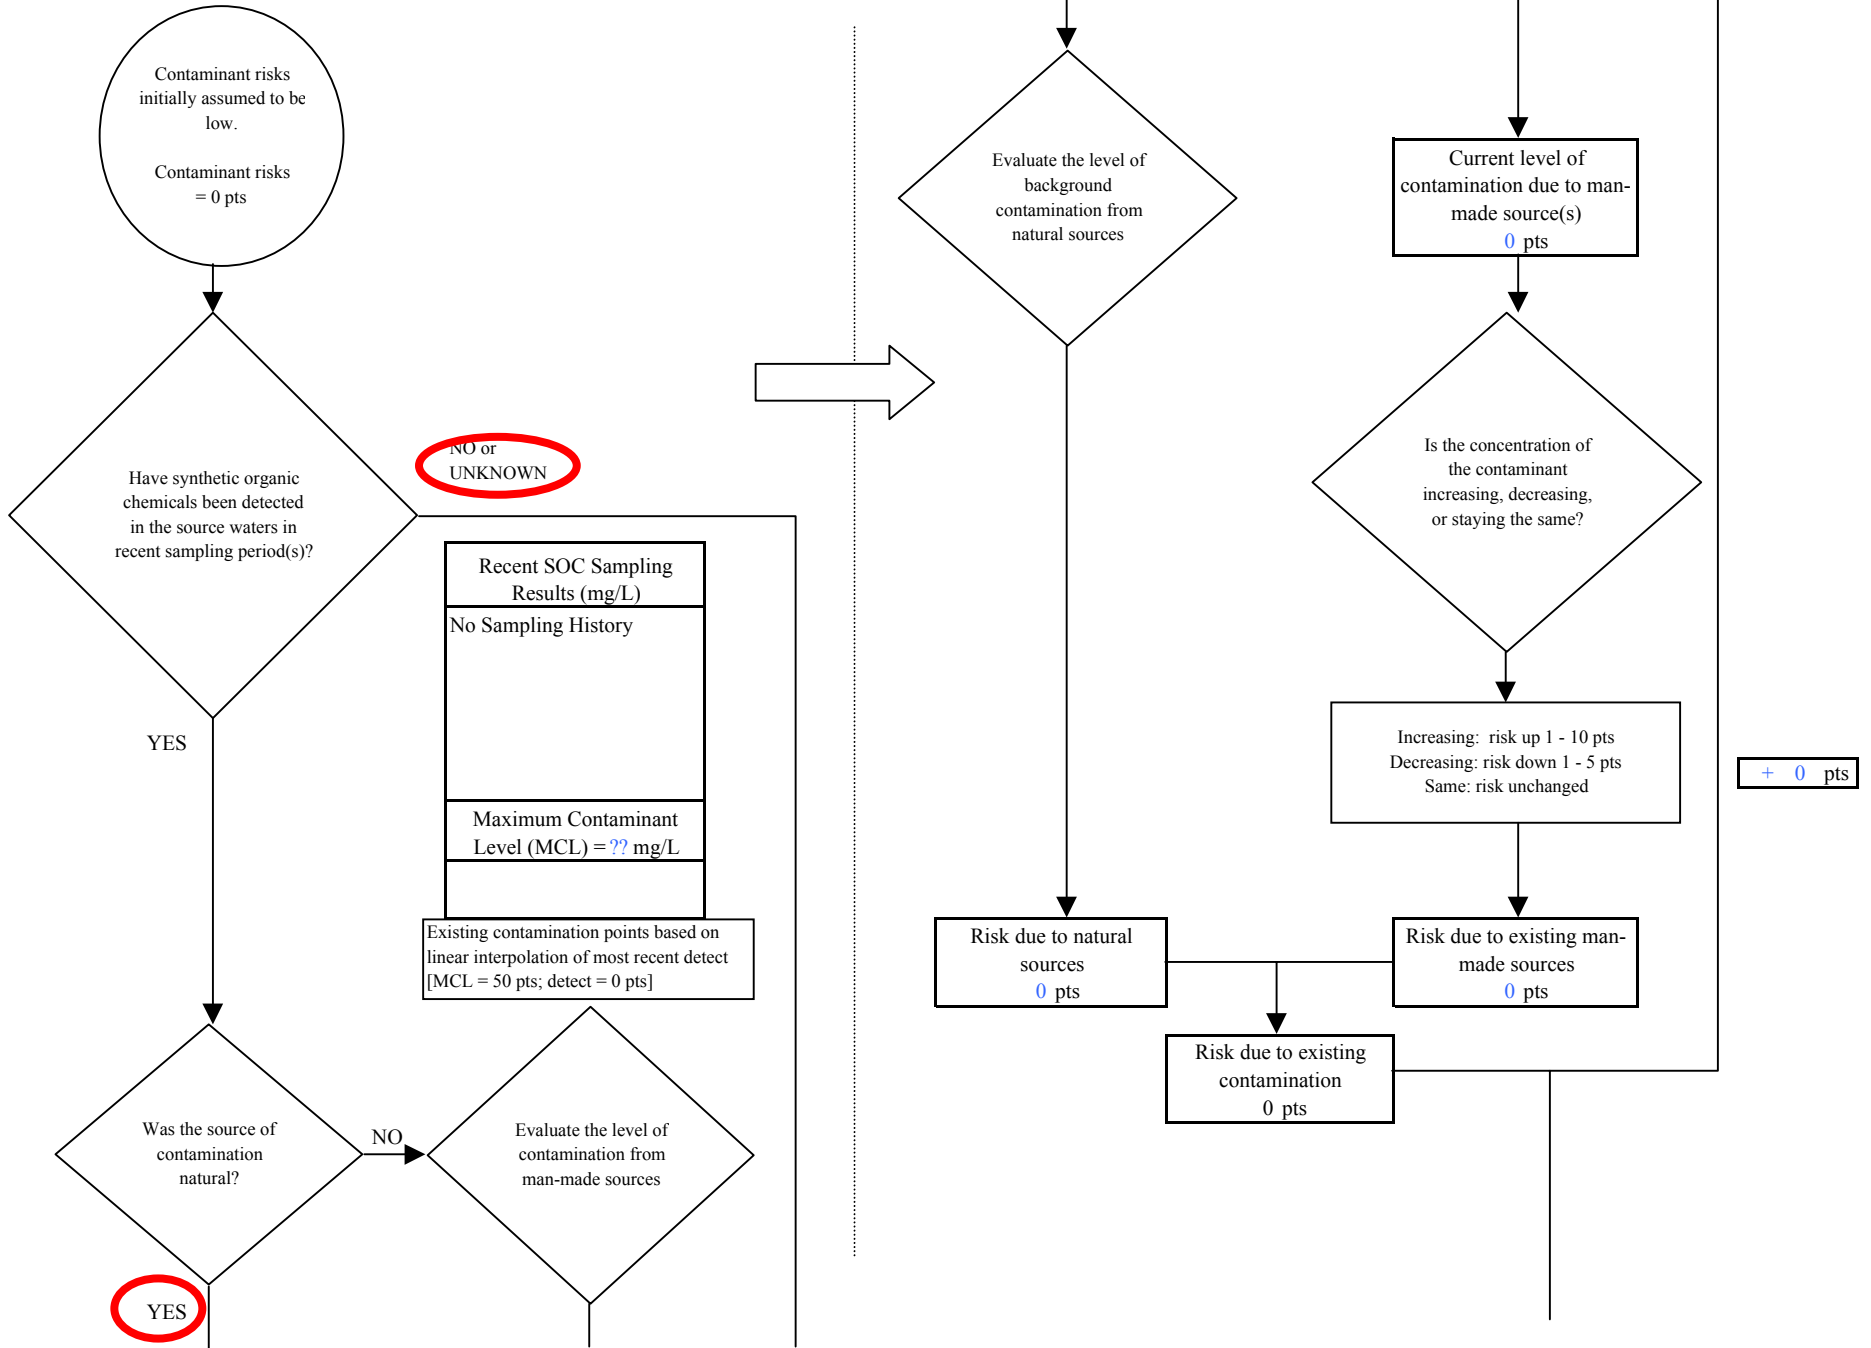 Contaminant risks
initially assumed to be
low.
Contaminant risks
= 0 pts
Have synthetic organic
chemicals been detected
in the source waters in
recent sampling period(s)?
NO or
UNKNOWN
YES
Recent SOC Sampling
Results (mg/L)
No Sampling History
Maximum Contaminant
Level (MCL) = ?? mg/L
Existing contamination points based on
linear interpolation of most recent detect
[MCL = 50 pts; detect = 0 pts]
Was the source of
contamination
natural?
NO
Evaluate the level of
contamination from
man-made sources
YES
Evaluate the level of
background
contamination from
natural sources
Current level of
contamination due to man-
made source(s)
0 pts
Is the concentration of
the contaminant
increasing, decreasing,
or staying the same?
Increasing: risk up 1 - 10 pts
Decreasing: risk down 1 - 5 pts
Same: risk unchanged
+ 0 pts
Risk due to natural
sources
0 pts
Risk due to existing man-
made sources
0 pts
Risk due to existing
contamination
0 pts